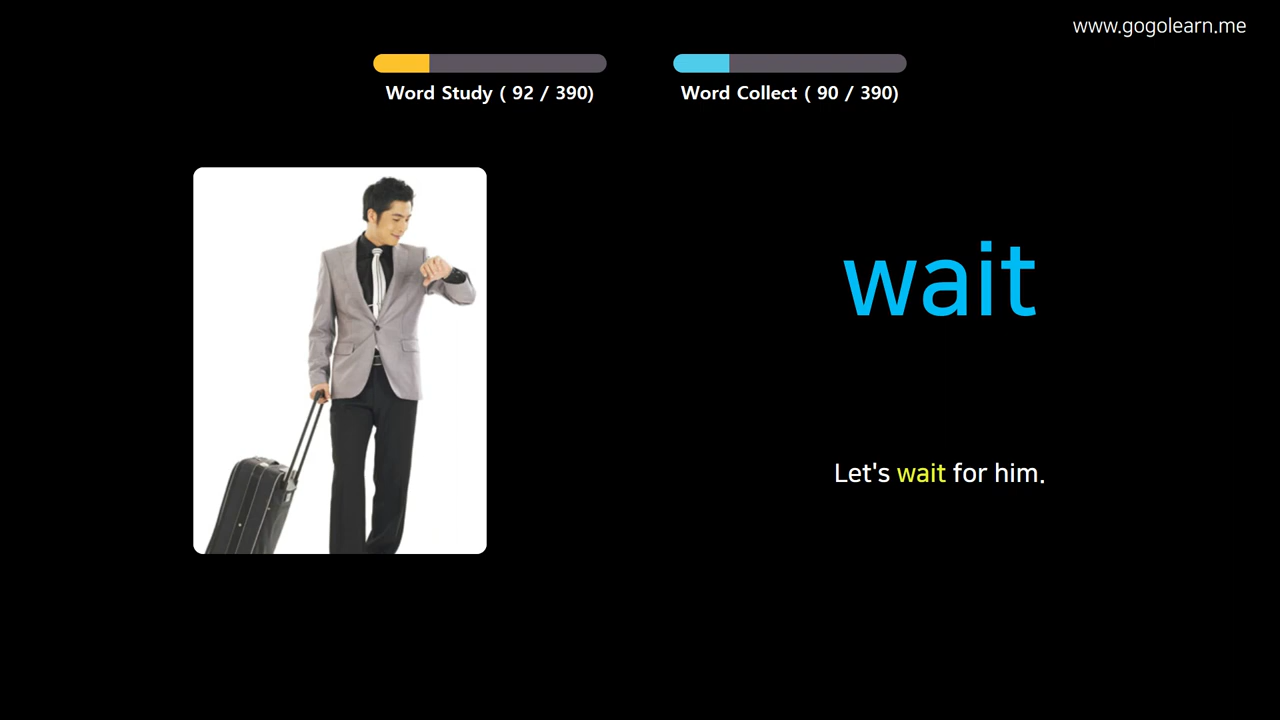 www.gogolearn.me
Word Study ( 92 / 390)
Word Collect ( 90 / 390)
wait
Let's wait for him.